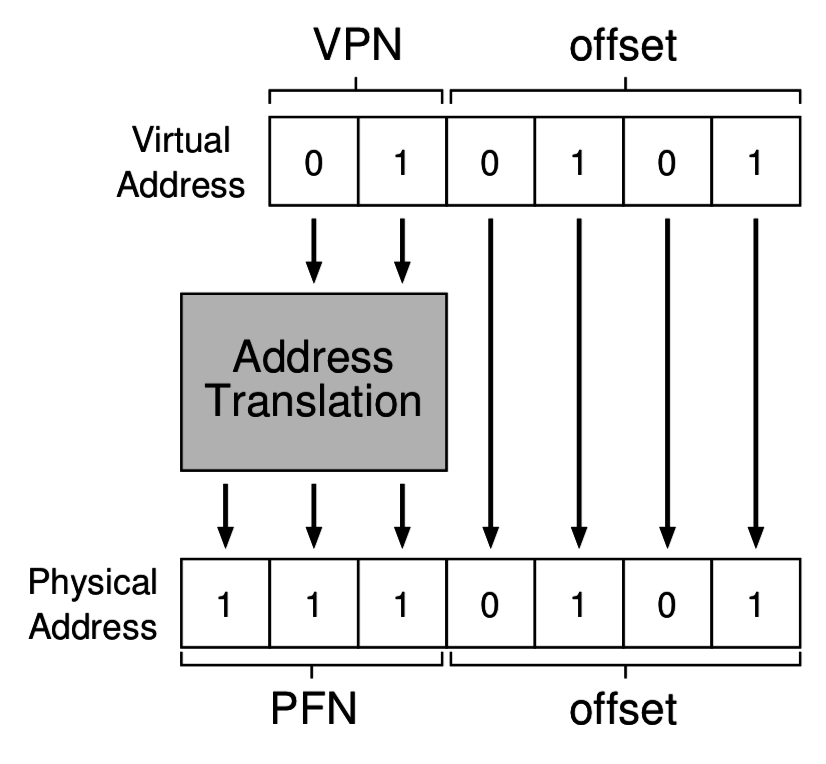 VPN offset
Virtual
Address
0 1 0 1 0 1
Address
Translation
Physical
Address
1 1 1 0 1 0 1
PFN offset